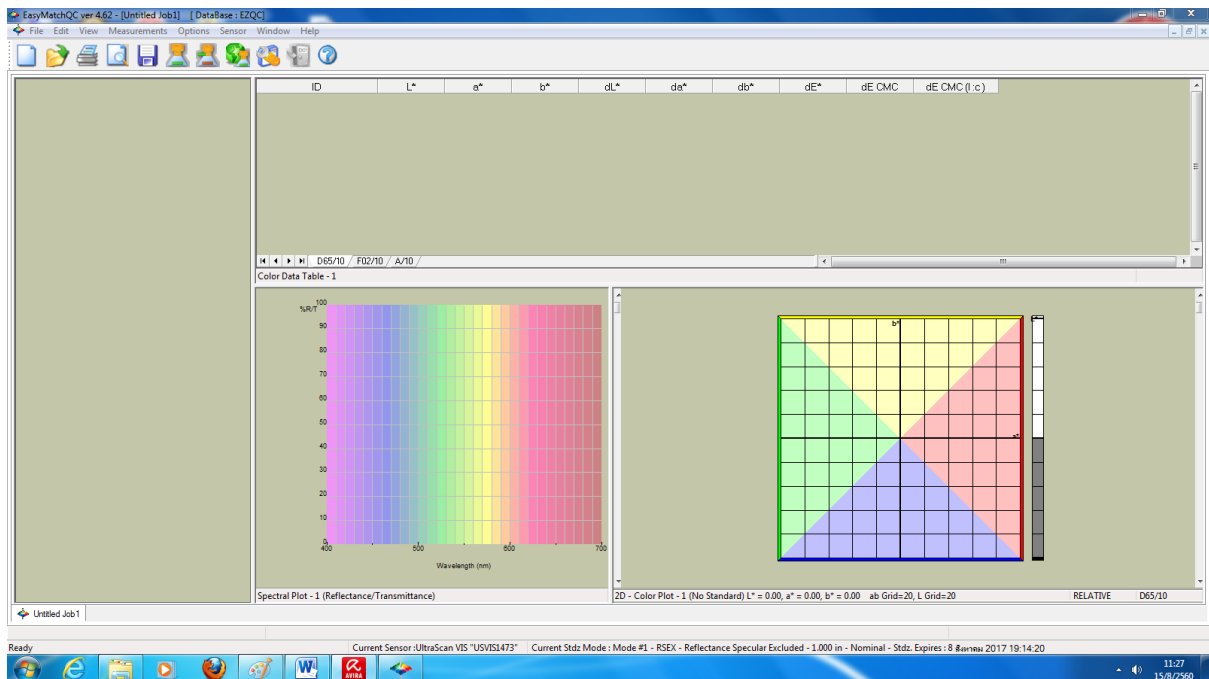 EasyMatchQC ver 4.62 - [Untitled Job1]    [ DataBase : EZQC]
File Edit View Measurements Options Sensor Window Help
ID L* a* b* dL* da* db* dE* dE CMC dE CMC (l :c )
D65/10 F02/10 A/10
Color Data Table - 1
%R/T
100
90
80
70
60
50
40
30
20
10
0
400 500 600 700
Wavelength (nm)
Spectral Plot - 1 (Reflectance/Transmittance)
b*
a*
2D - Color Plot - 1 (No Standard) L* = 0.00, a* = 0.00, b* = 0.00 ab Grid=20, L Grid=20 RELATIVE D65/10
Untitled Job1
Ready Current Sensor :UltraScan VIS "USVIS1473" Current Stdz Mode : Mode #1 - RSEX - Reflectance Specular Excluded - 1.000 in - Nominal - Stdz. Expires : 8 สิงหาคม 2017 19:14:20
AVIRA
11:27
15/8/2560